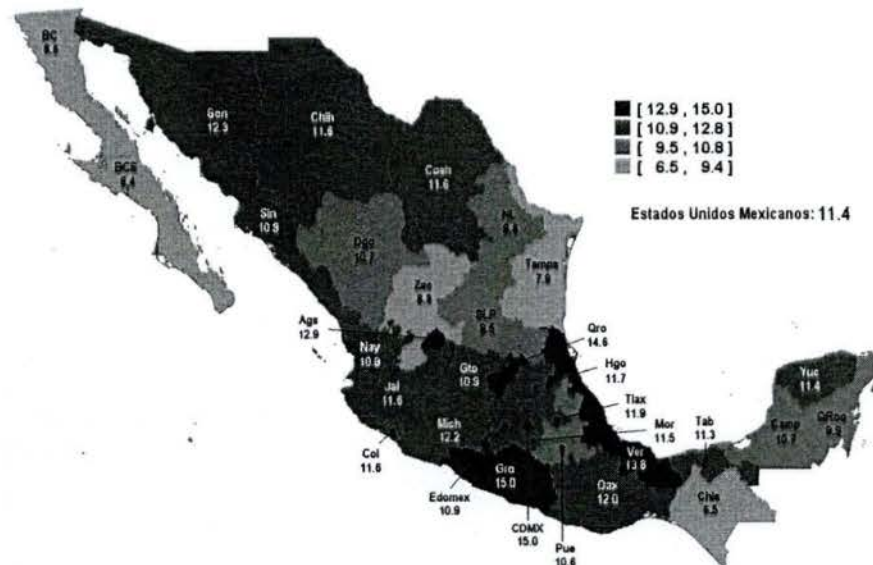 BC
Son
12.3
Chih
11.6
Coah
11.6
BCS
Sin
10.9
Dgo
10.7
NL
Zac
Tamps
SLP
[ 12.9 , 15.0 ]
[ 10.9 , 12.8 ]
[ 9.5 , 10.8 ]
[ 6.5 , 9.4 ]
Estados Unidos Mexicanos: 11.4
Ags
12.9
Nay
Gto
10.9
Qro
14.6
Hgo
11.7
Jal
11.6
Tlax
11.9
Mich
12.2
Mor
11.5
Tab
11.3
Yuc
11.4
QRoo
9.9
Camp
10.7
Col
11.6
Gro
15.0
Ver
13.8
Oax
12.0
Chis
6.5
Edomex
10.9
CDMX
15.0
Pue
10.6